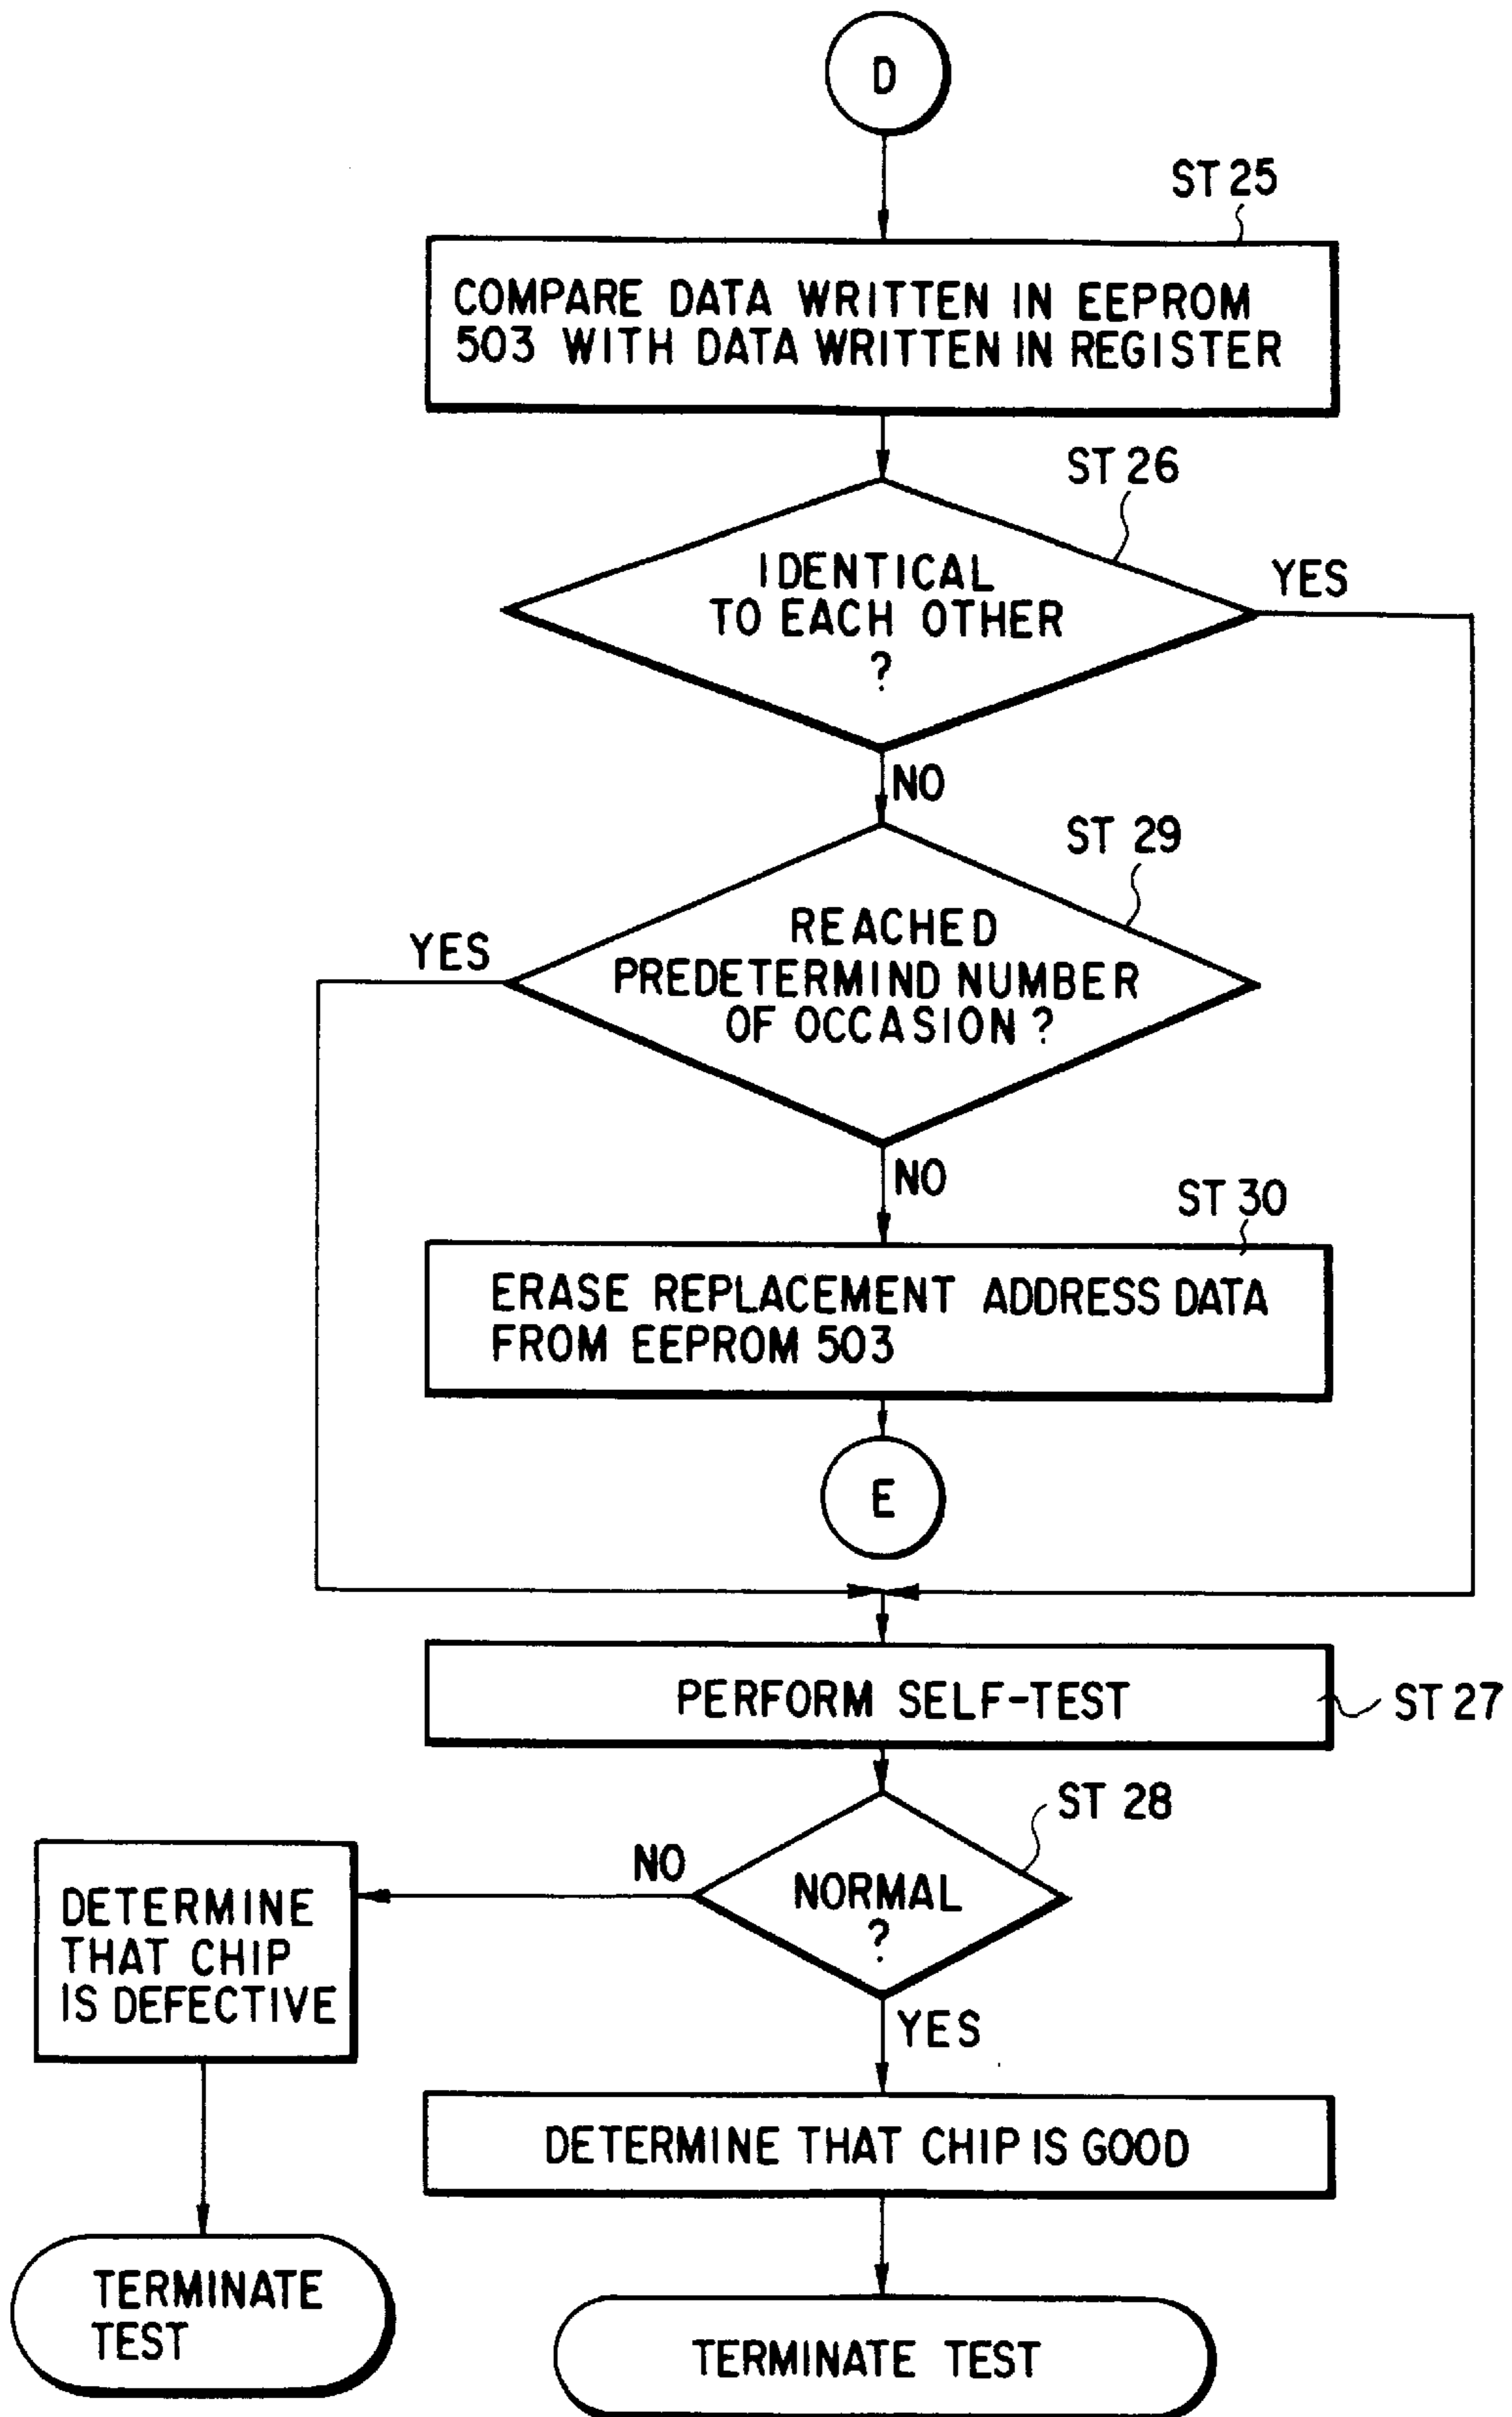 D
ST 25
COMPARE DATA WRITTEN IN EEPROM
503 WITH DATA WRITTEN IN REGISTER
ST 26
IDENTICAL
TO EACH OTHER
?
YES
NO
ST 29
REACHED
PREDETERMIND NUMBER
OF OCCASION ?
YES
NO
ST 30
ERASE REPLACEMENT ADDRESS DATA
FROM EEPROM 503
E
PERFORM SELF-TEST
ST 27
ST 28
NORMAL
?
NO
DETERMINE
THAT CHIP
IS DEFECTIVE
YES
DETERMINE THAT CHIP IS GOOD
TERMINATE
TEST
TERMINATE TEST